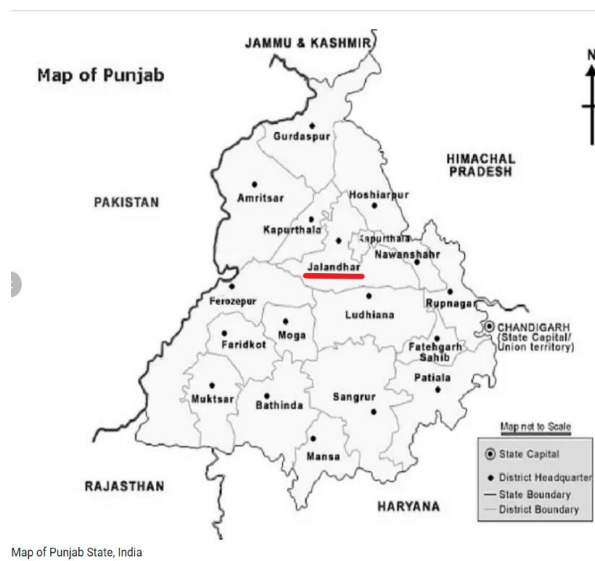 JAMMU & KASHMIR
Map of Punjab
N
Gurdaspur
HIMACHAL
PRADESH
PAKISTAN
Amritsar
Hoshiarpur
Kapurthala
Kapurthala
Nawanshahr
Jalandhar
Ferozepur
Rupnagar
Ludhiana
CHANDIGARH
(State Capital/
Union territory)
Moga
Faridkot
Fatehgarh
Sahib
Patiala
Muktsar
Bathinda
Sangrur
Map not to Scale
Mansa
State Capital
District Headquarter
State Boundary
District Boundary
RAJASTHAN
HARYANA
Map of Punjab State, India